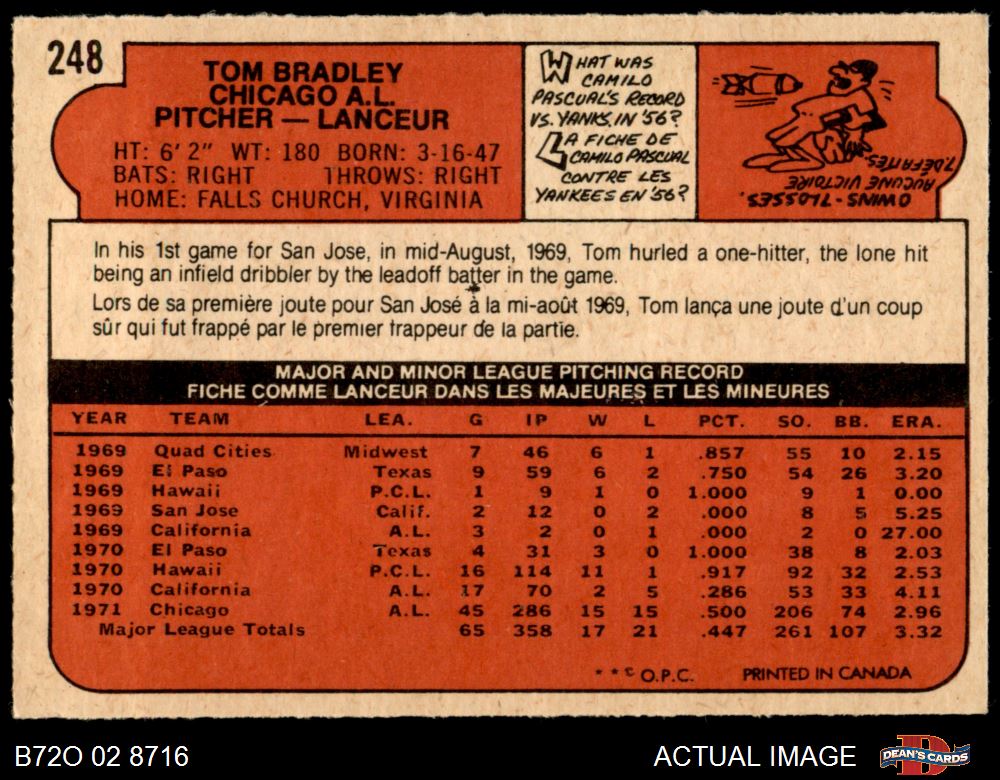 248
TOM BRADLEY
CHICAGO A.L.
PITCHER — LANCEUR
HT: 6' 2" WT: 180 BORN: 3-16-47
BATS: RIGHT THROWS: RIGHT
HOME: FALLS CHURCH, VIRGINIA
WHAT WAS
CAMILO
PASCUAL'S RECORD
VS. YANKS, IN '56?
LA FICHE DE
CAMILO PASCUAL
CONTRE LES
YANKEES EN '56?
0 WINS - 7 LOSSES.
AUCUNE VICTOIRE
7 DÉFAITES
In his 1st game for San Jose, in mid-August, 1969, Tom hurled a one-hitter, the lone hit
being an infield dribbler by the leadoff batter in the game.
Lors de sa première joute pour San José à la mi-août 1969, Tom lança une joute d'un coup
sûr qui fut frappé par le premier frappeur de la partie.
MAJOR AND MINOR LEAGUE PITCHING RECORD
FICHE COMME LANCEUR DANS LES MAJEURES ET LES MINEURES
YEAR TEAM LEA. G IP W L PCT. SO. BB. ERA.
1969 Quad Cities Midwest 7 46 6 1 .857 55 10 2.15
1969 El Paso Texas 9 59 6 2 .750 54 26 3.20
1969 Hawaii P.C.L. 1 9 1 0 1.000 9 1 0.00
1969 San Jose Calif. 2 12 0 2 .000 8 5 5.25
1969 California A.L. 3 2 0 1 .000 2 0 27.00
1970 El Paso Texas 4 31 3 0 1.000 38 8 2.03
1970 Hawaii P.C.L. 16 114 11 1 .917 92 32 2.53
1970 California A.L. 17 70 2 5 .286 53 33 4.11
1971 Chicago A.L. 45 286 15 15 .500 206 74 2.96
Major League Totals 65 358 17 21 .447 261 107 3.32
* * © O.P.C. PRINTED IN CANADA
B72O 02 8716 ACTUAL IMAGE DEAN'S CARDS